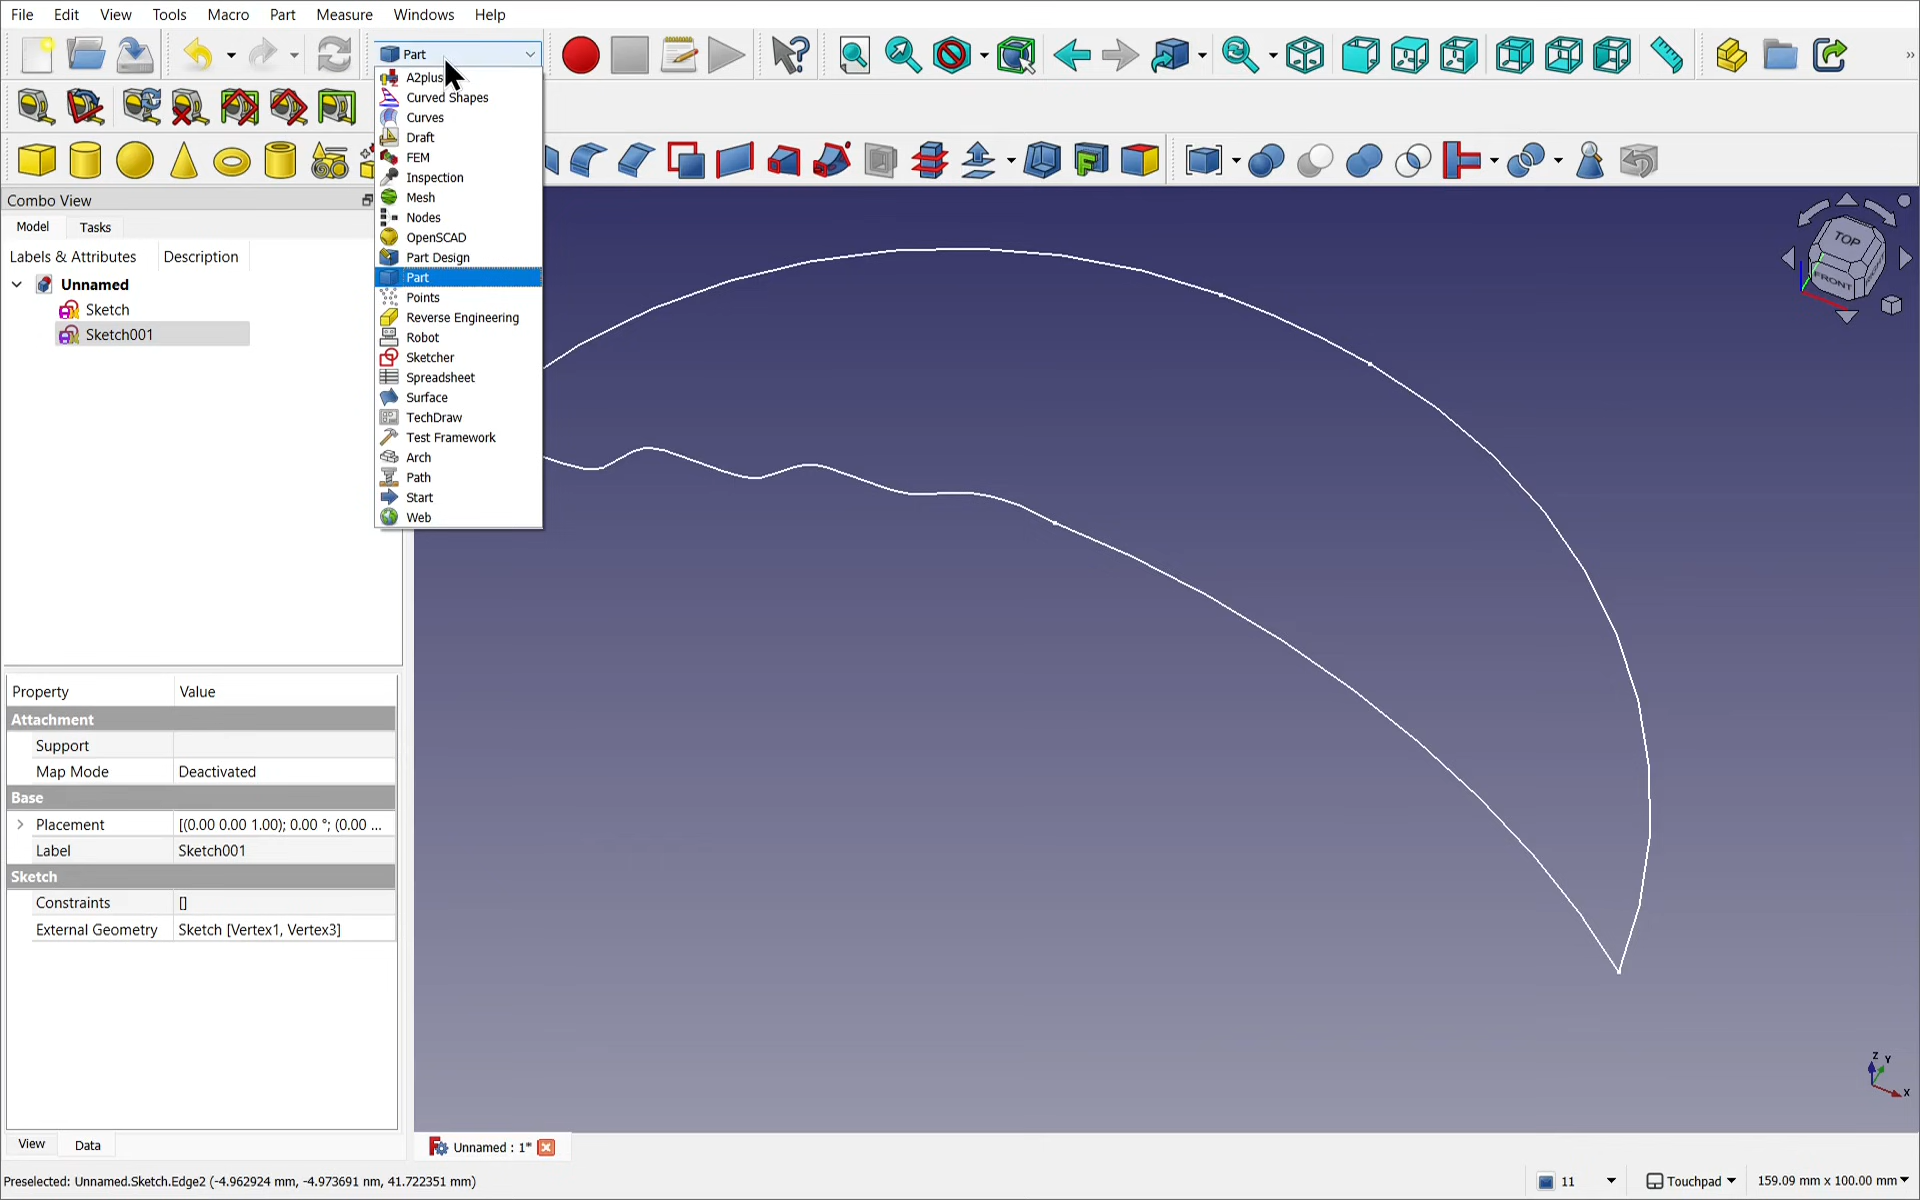 File Edit View Tools Macro Part Measure Windows Help
Part
A2plus
Curved Shapes
Curves
Draft
FEM
Inspection
Mesh
Nodes
OpenSCAD
Part Design
Part
Points
Reverse Engineering
Robot
Sketcher
Spreadsheet
Surface
TechDraw
Test Framework
Arch
Path
Start
Web
Combo View
Model Tasks
Labels & Attributes Description
Unnamed
Sketch
Sketch001
TOP
FRONT
Property Value
Attachment
Support
Map Mode Deactivated
Base
Placement [(0.00 0.00 1.00); 0.00 °; (0.00 ...
Label Sketch001
Sketch
Constraints []
External Geometry Sketch [Vertex1, Vertex3]
Z Y
X
View Data
Unnamed : 1*
Preselected: Unnamed.Sketch.Edge2 (-4.962924 mm, -4.973691 nm, 41.722351 mm)
11 Touchpad 159.09 mm x 100.00 mm